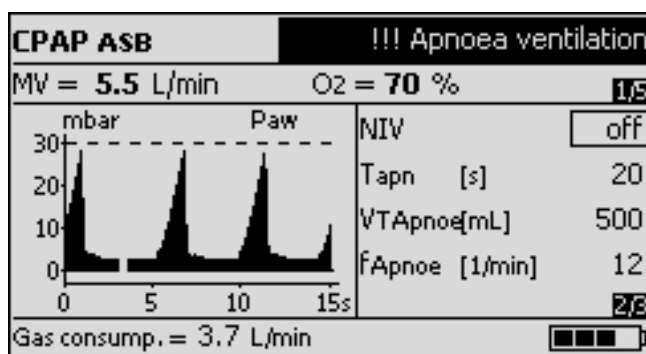 CPAP ASB !!! Apnoea ventilation
MV = 5.5 L/min O2 = 70 % 1/5
mbar Paw
30
20
10
0
0 5 10 15s
NIV off
Tapn [s] 20
VTApnoe[mL] 500
fApnoe [1/min] 12
2/3
Gas consump. = 3.7 L/min